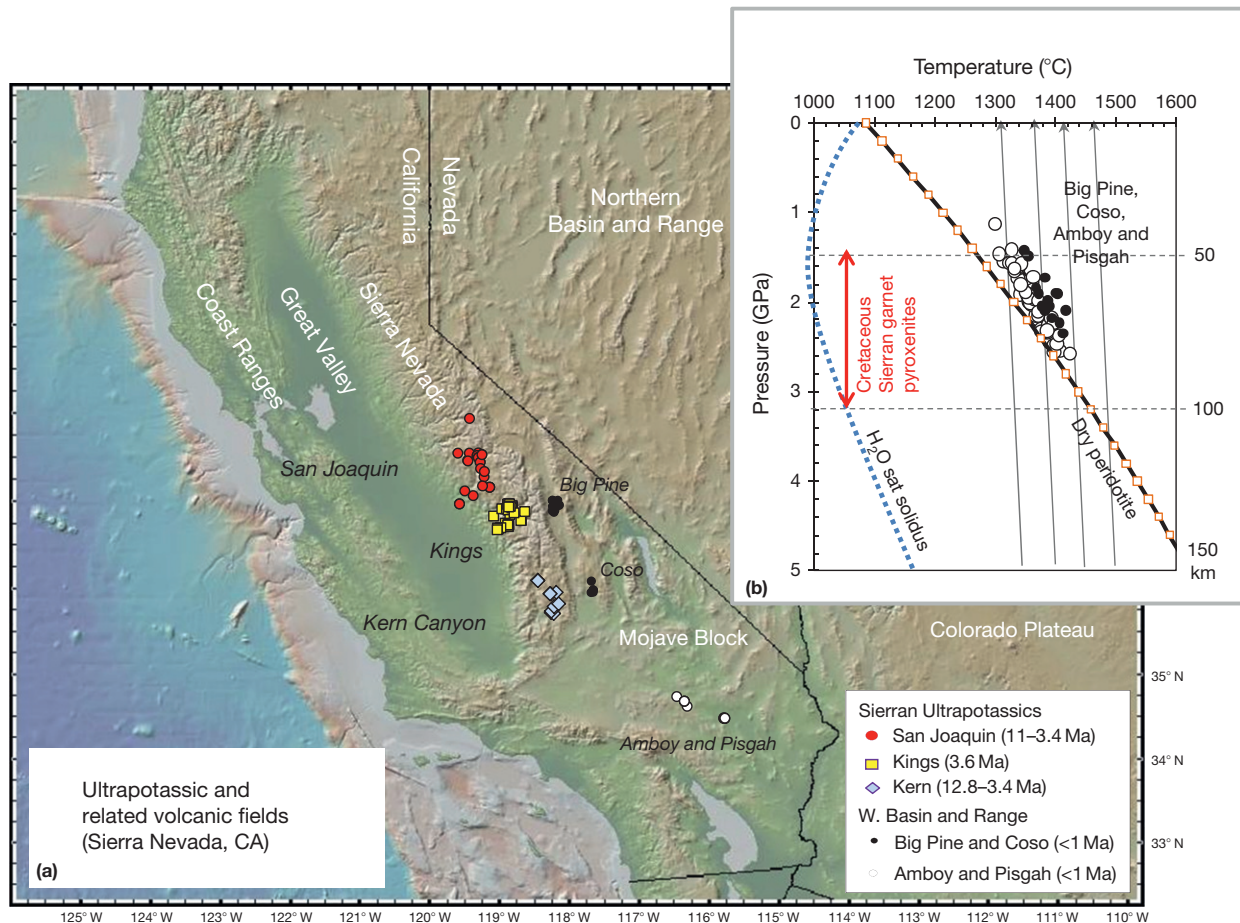 Temperature (°C)
1000 1100 1200 1300 1400 1500 1600
0
1
2
3
4
5
Pressure (GPa)
50
100
150
km
Big Pine,
Coso,
Amboy and
Pisgah
Cretaceous
Sierran garnet
pyroxenites
H₂O sat solidus
Dry peridotite
(b)
California
Nevada
Northern
Basin and Range
Coast Ranges
Great Valley
Sierra Nevada
San Joaquin
Big Pine
Kings
Coso
Kern Canyon
Mojave Block
Colorado Plateau
Amboy and Pisgah
35° N
34° N
33° N
Sierran Ultrapotassics
San Joaquin (11–3.4 Ma)
Kings (3.6 Ma)
Kern (12.8–3.4 Ma)
W. Basin and Range
Big Pine and Coso (<1 Ma)
Amboy and Pisgah (<1 Ma)
Ultrapotassic and
related volcanic fields
(Sierra Nevada, CA)
(a)
125° W 124° W 123° W 122° W 121° W 120° W 119° W 118° W 117° W 116° W 115° W 114° W 113° W 112° W 111° W 110° W